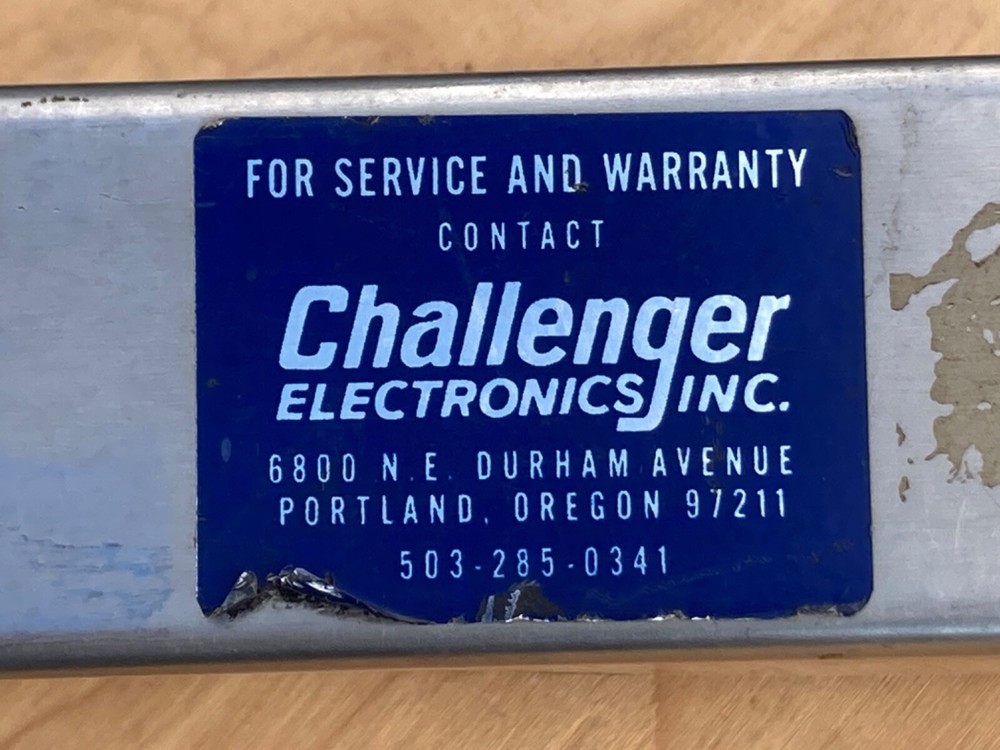 FOR SERVICE AND WARRANTY
CONTACT
Challenger
ELECTRONICS INC.
6800 N.E. DURHAM AVENUE
PORTLAND, OREGON 97211
503-285-0341